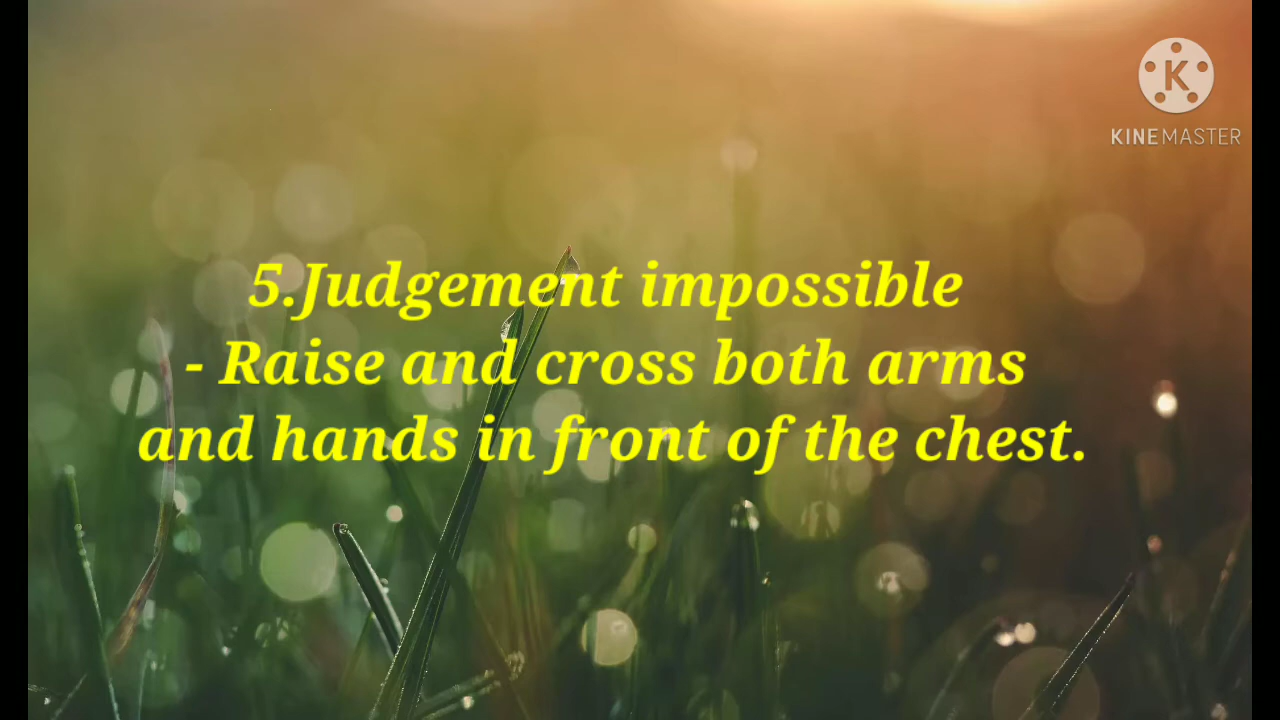 KINEMASTER
5.Judgement impossible
- Raise and cross both arms
and hands in front of the chest.